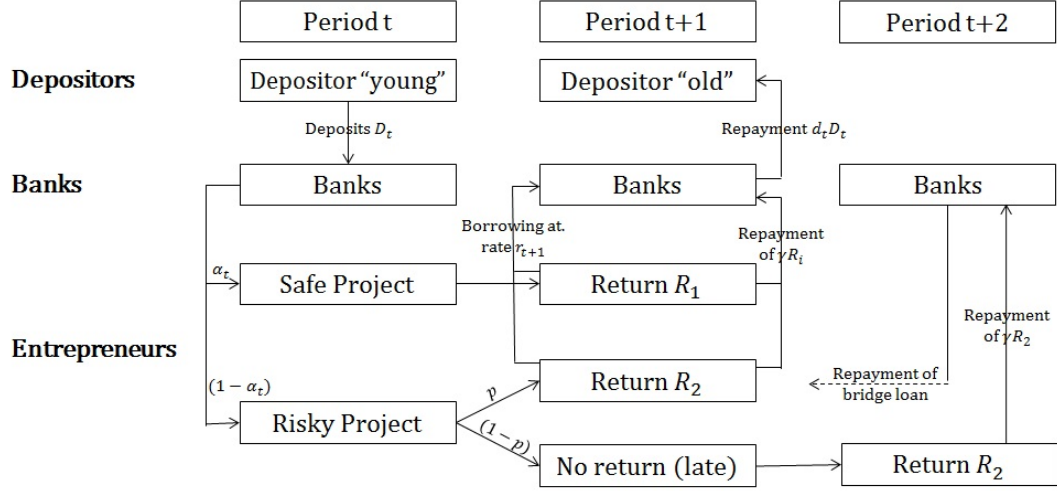 Period t
Period t+1
Period t+2
Depositors
Depositor “young”
Depositor “old”
Deposits D_t
Repayment d_tD_t
Banks
Banks
Banks
Banks
Borrowing at.
rate r_{t+1}
Repayment
of γR_i
α_t
Safe Project
Return R_1
Repayment
of γR_2
Entrepreneurs
(1 − α_t)
p
Return R_2
Repayment of
bridge loan
Risky Project
(1−p)
No return (late)
Return R_2